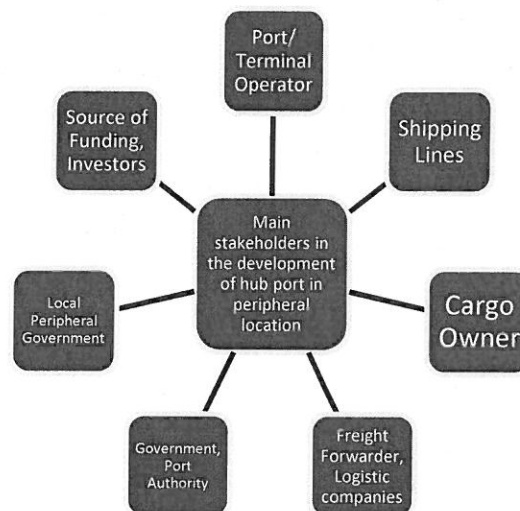 Port/
Terminal
Operator
Shipping
Lines
Cargo
Owner
Freight
Forwarder,
Logistic
companies
Government,
Port
Authority
Local
Peripheral
Government
Source of
Funding,
Investors
Main
stakeholders in
the development
of hub port in
peripheral
location